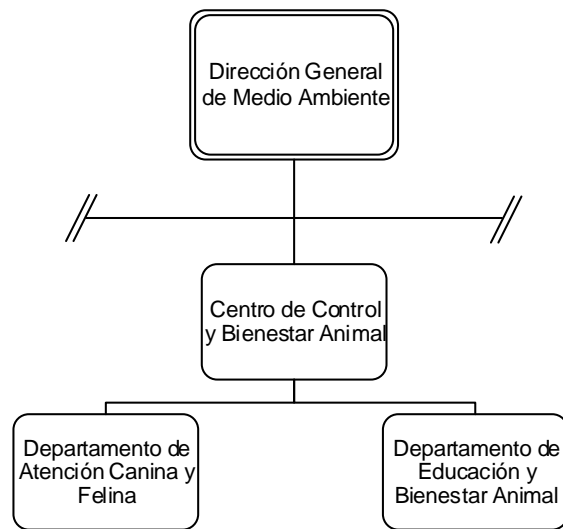 Dirección General
de Medio Ambiente
Centro de Control
y Bienestar Animal
Departamento de
Atención Canina y
Felina
Departamento de
Educación y
Bienestar Animal